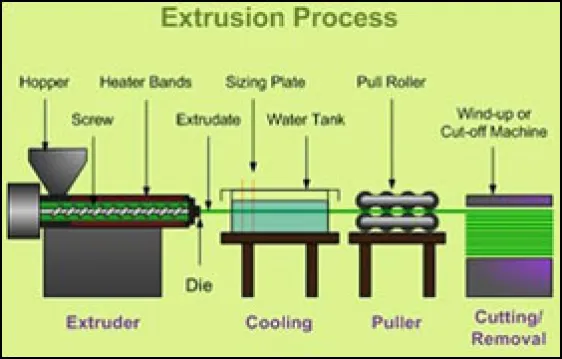 Extrusion Process
Hopper
Heater Bands
Sizing Plate
Pull Roller
Screw
Extrudate
Water Tank
Wind-up or
Cut-off Machine
Die
Extruder
Cooling
Puller
Cutting/
Removal